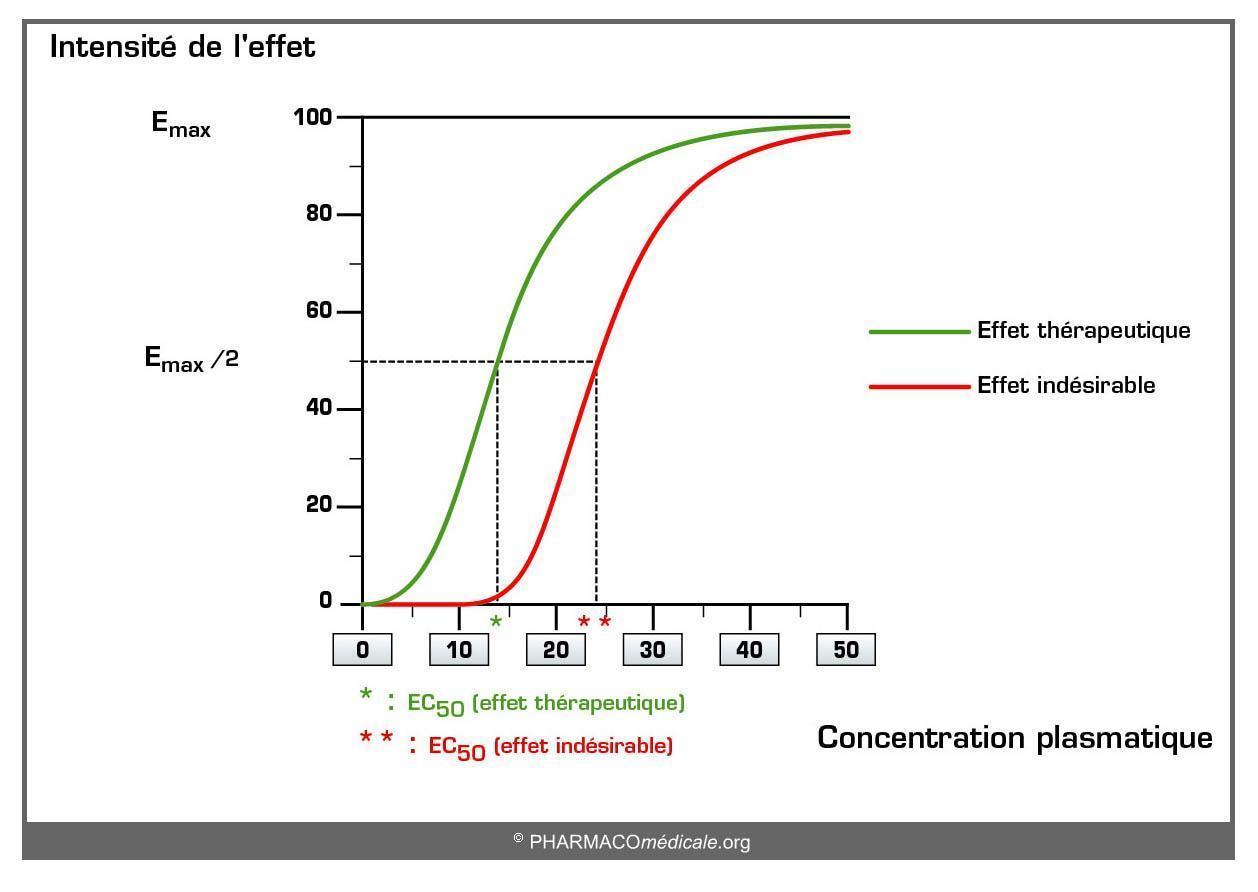 Intensité de l'effet
Emax
100
80
60
Emax /2
40
20
0
Effet thérapeutique
Effet indésirable
*
* *
0 10 20 30 40 50
* : EC50 (effet thérapeutique)
* * : EC50 (effet indésirable)
Concentration plasmatique
© PHARMACOmédicale.org